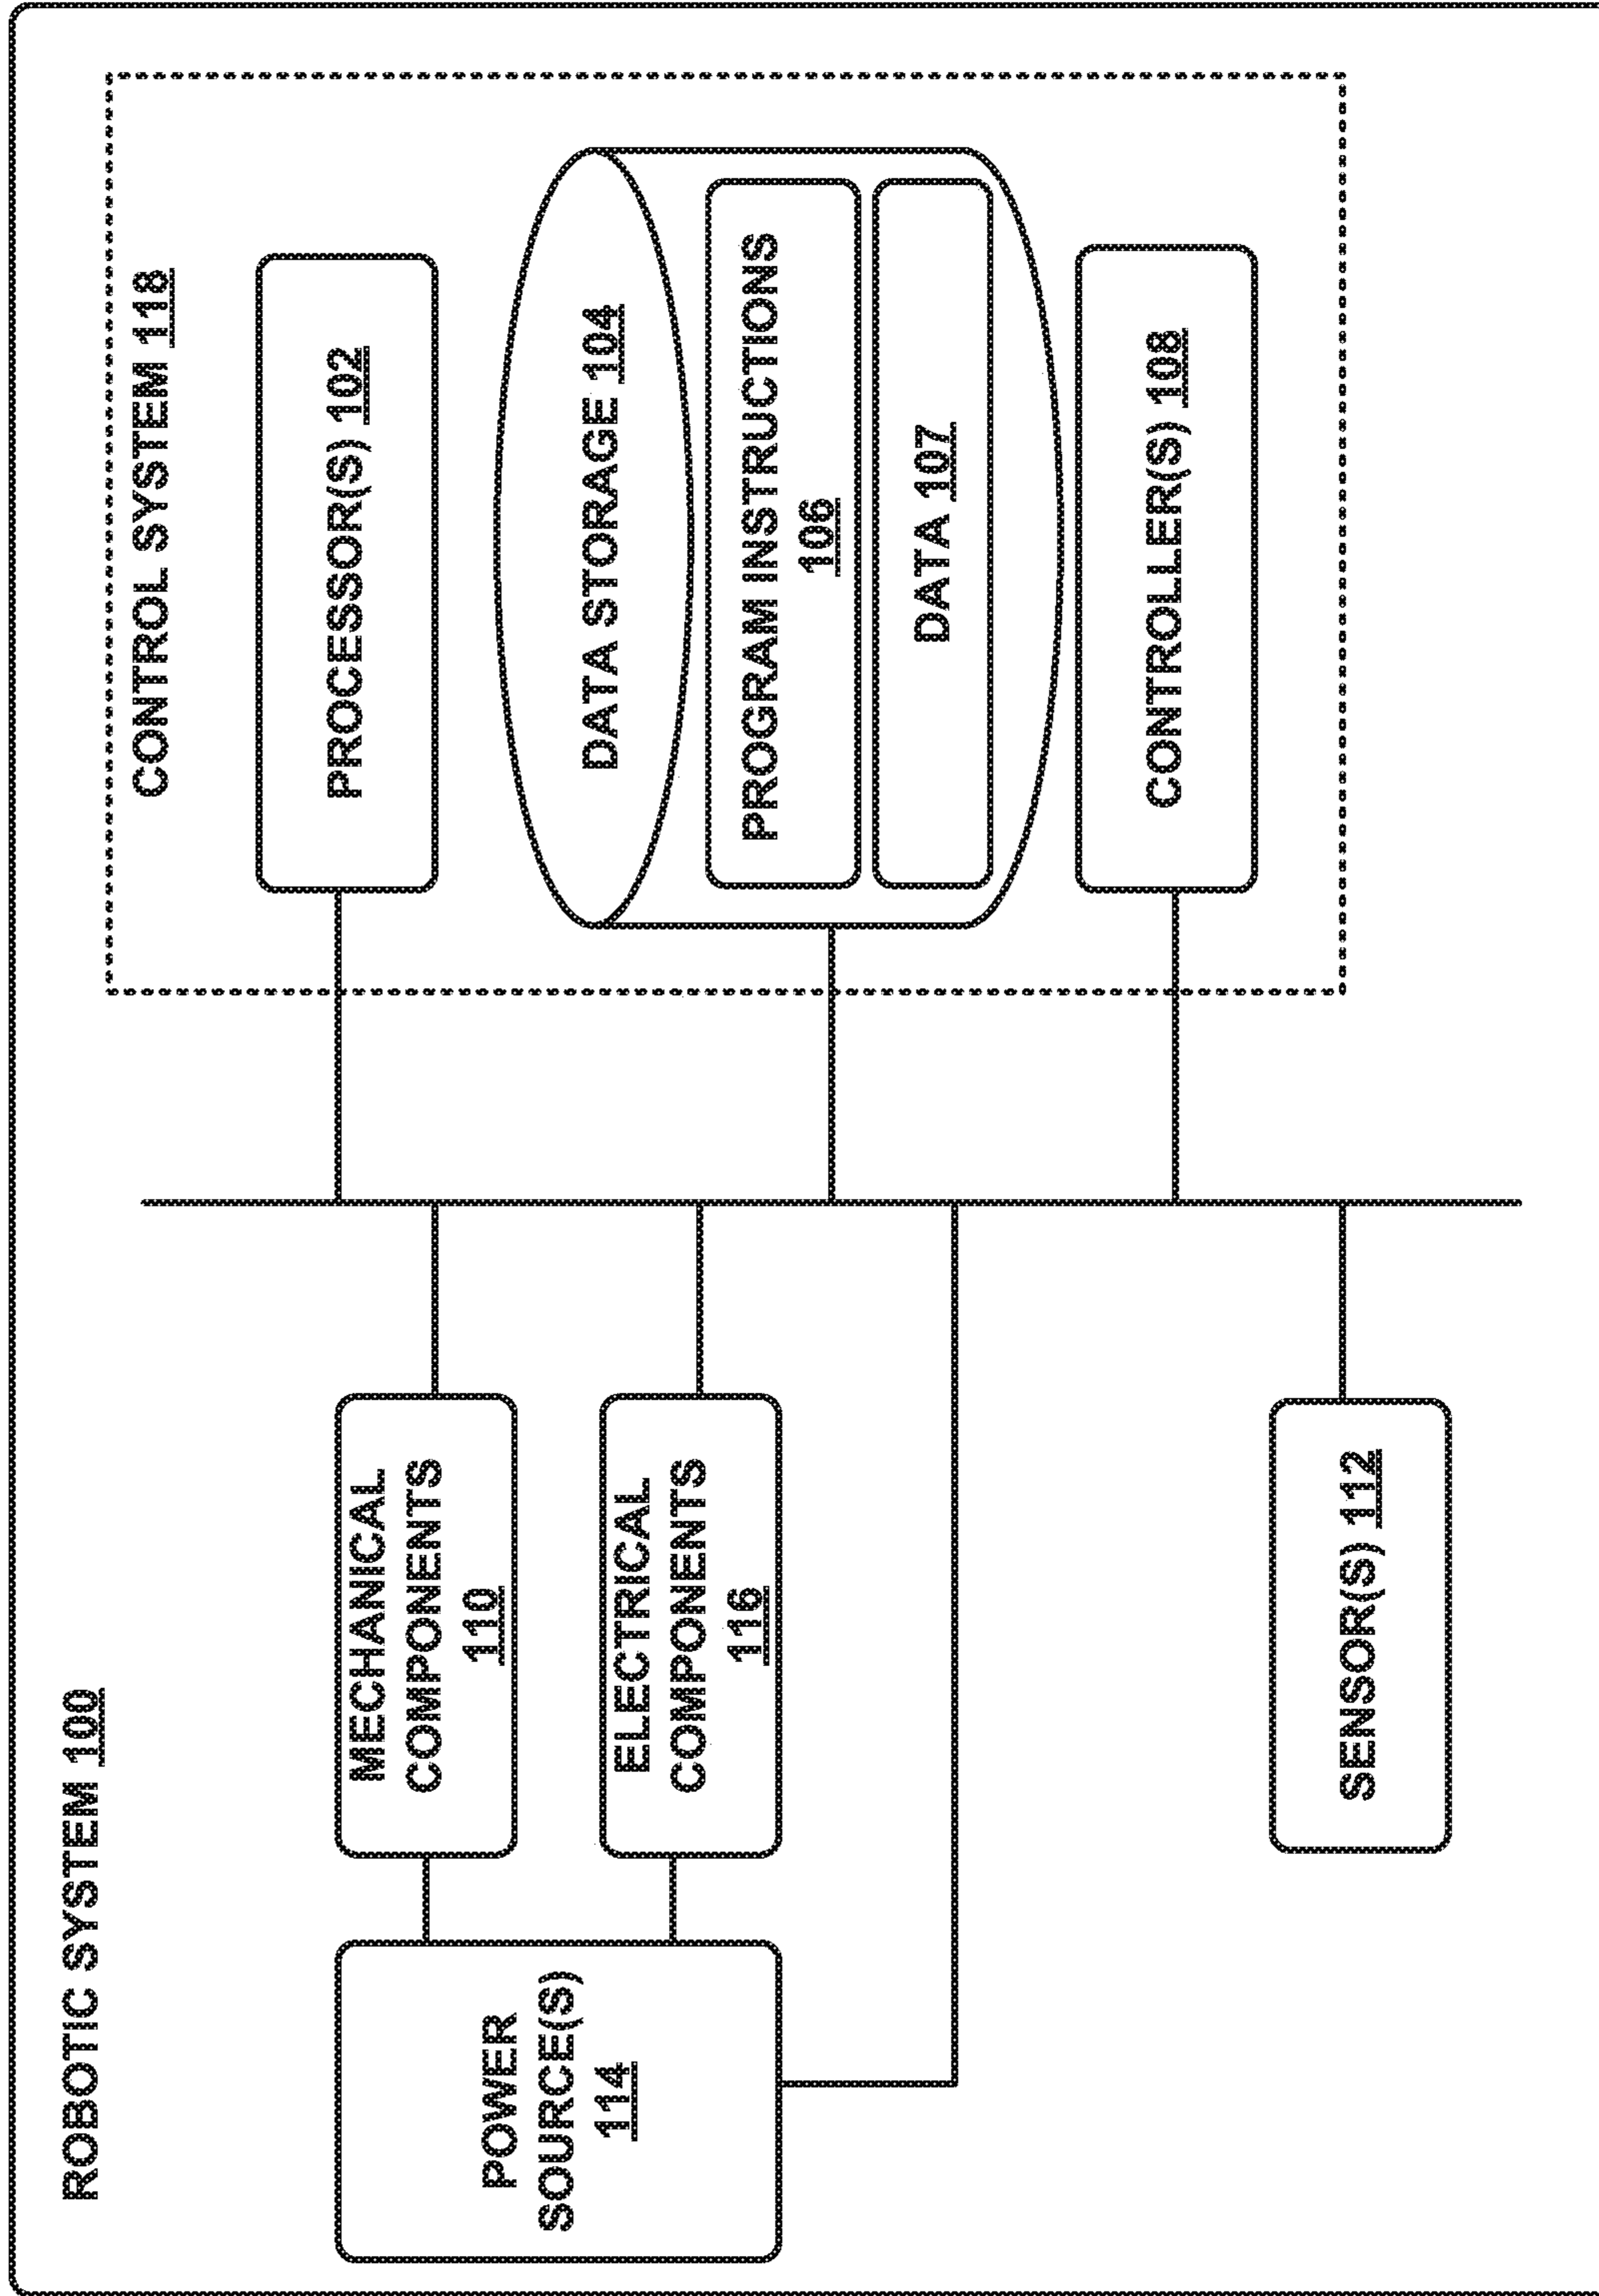 ROBOTIC SYSTEM 100
CONTROL SYSTEM 118
PROCESSOR(S) 102
DATA STORAGE 104
PROGRAM INSTRUCTIONS
106
DATA 107
CONTROLLER(S) 108
POWER
SOURCE(S)
114
MECHANICAL
COMPONENTS
110
ELECTRICAL
COMPONENTS
116
SENSOR(S) 112